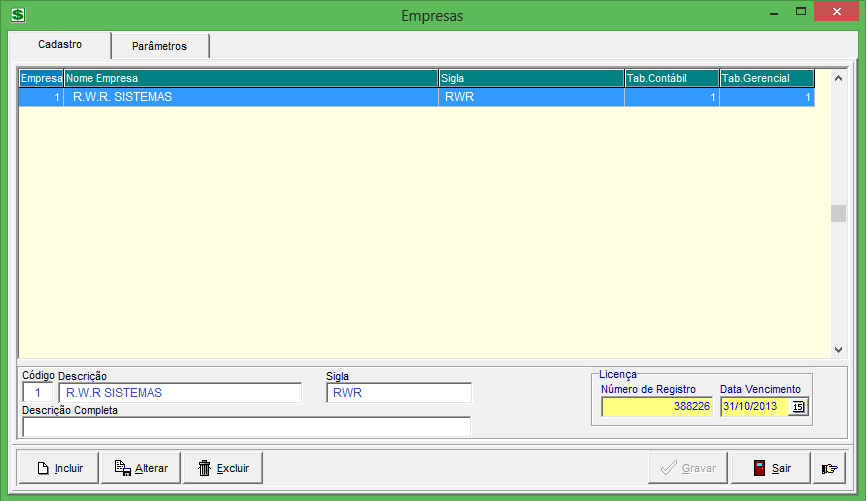 Empresas
Cadastro Parâmetros
Empresa Nome Empresa Sigla Tab.Contábil Tab.Gerencial
1 R.W.R. SISTEMAS RWR 1 1
Código Descrição Sigla Licença
1 R.W.R SISTEMAS RWR Número de Registro Data Vencimento
388226 31/10/2013 15
Descrição Completa
Incluir Alterar Excluir Gravar Sair